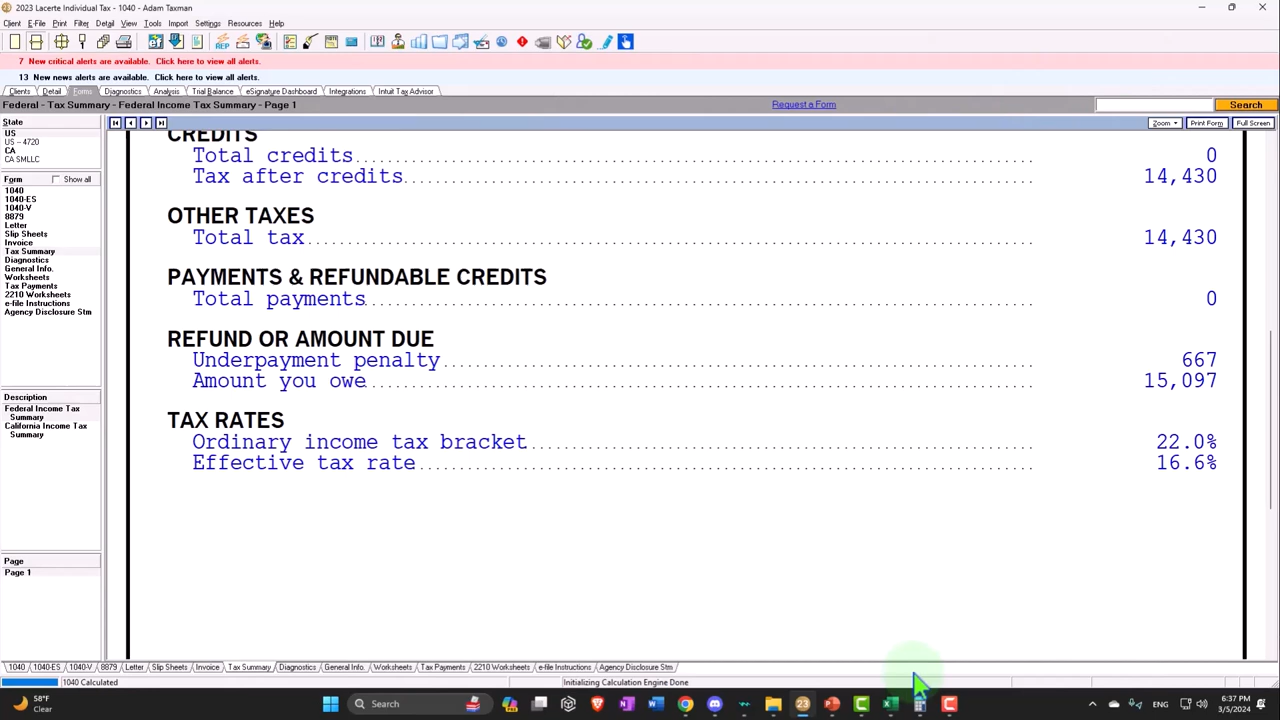 2023 Lacerte Individual Tax - 1040 - Adam Taxman
Client E-File Print Filter Detail View Tools Import Settings Resources Help
7 New critical alerts are available. Click here to view all alerts.
13 New news alerts are available. Click here to view all alerts.
Clients Detail Forms Diagnostics Analysis Trial Balance eSignature Dashboard Integrations Intuit Tax Advisor
Federal - Tax Summary - Federal Income Tax Summary - Page 1 Request a Form Search
State
US
US - 4720
CA
CA SMLLC
Zoom Print Form Full Screen
Form Show all
1040
1040-ES
1040-V
8879
Letter
Slip Sheets
Invoice
Tax Summary
Diagnostics
General Info.
Worksheets
Tax Payments
2210 Worksheets
e-file Instructions
Agency Disclosure Stm
Description
Federal Income Tax
Summary
California Income Tax
Summary
Page
Page 1
CREDITS
Total credits 0
Tax after credits 14,430
OTHER TAXES
Total tax 14,430
PAYMENTS & REFUNDABLE CREDITS
Total payments 0
REFUND OR AMOUNT DUE
Underpayment penalty 667
Amount you owe 15,097
TAX RATES
Ordinary income tax bracket 22.0%
Effective tax rate 16.6%
1040 1040-ES 1040-V 8879 Letter Slip Sheets Invoice Tax Summary Diagnostics General Info. Worksheets Tax Payments 2210 Worksheets e-file Instructions Agency Disclosure Stm
1040 Calculated Initializing Calculation Engine Done
58°F
Clear
Search
6:37 PM
3/5/2024